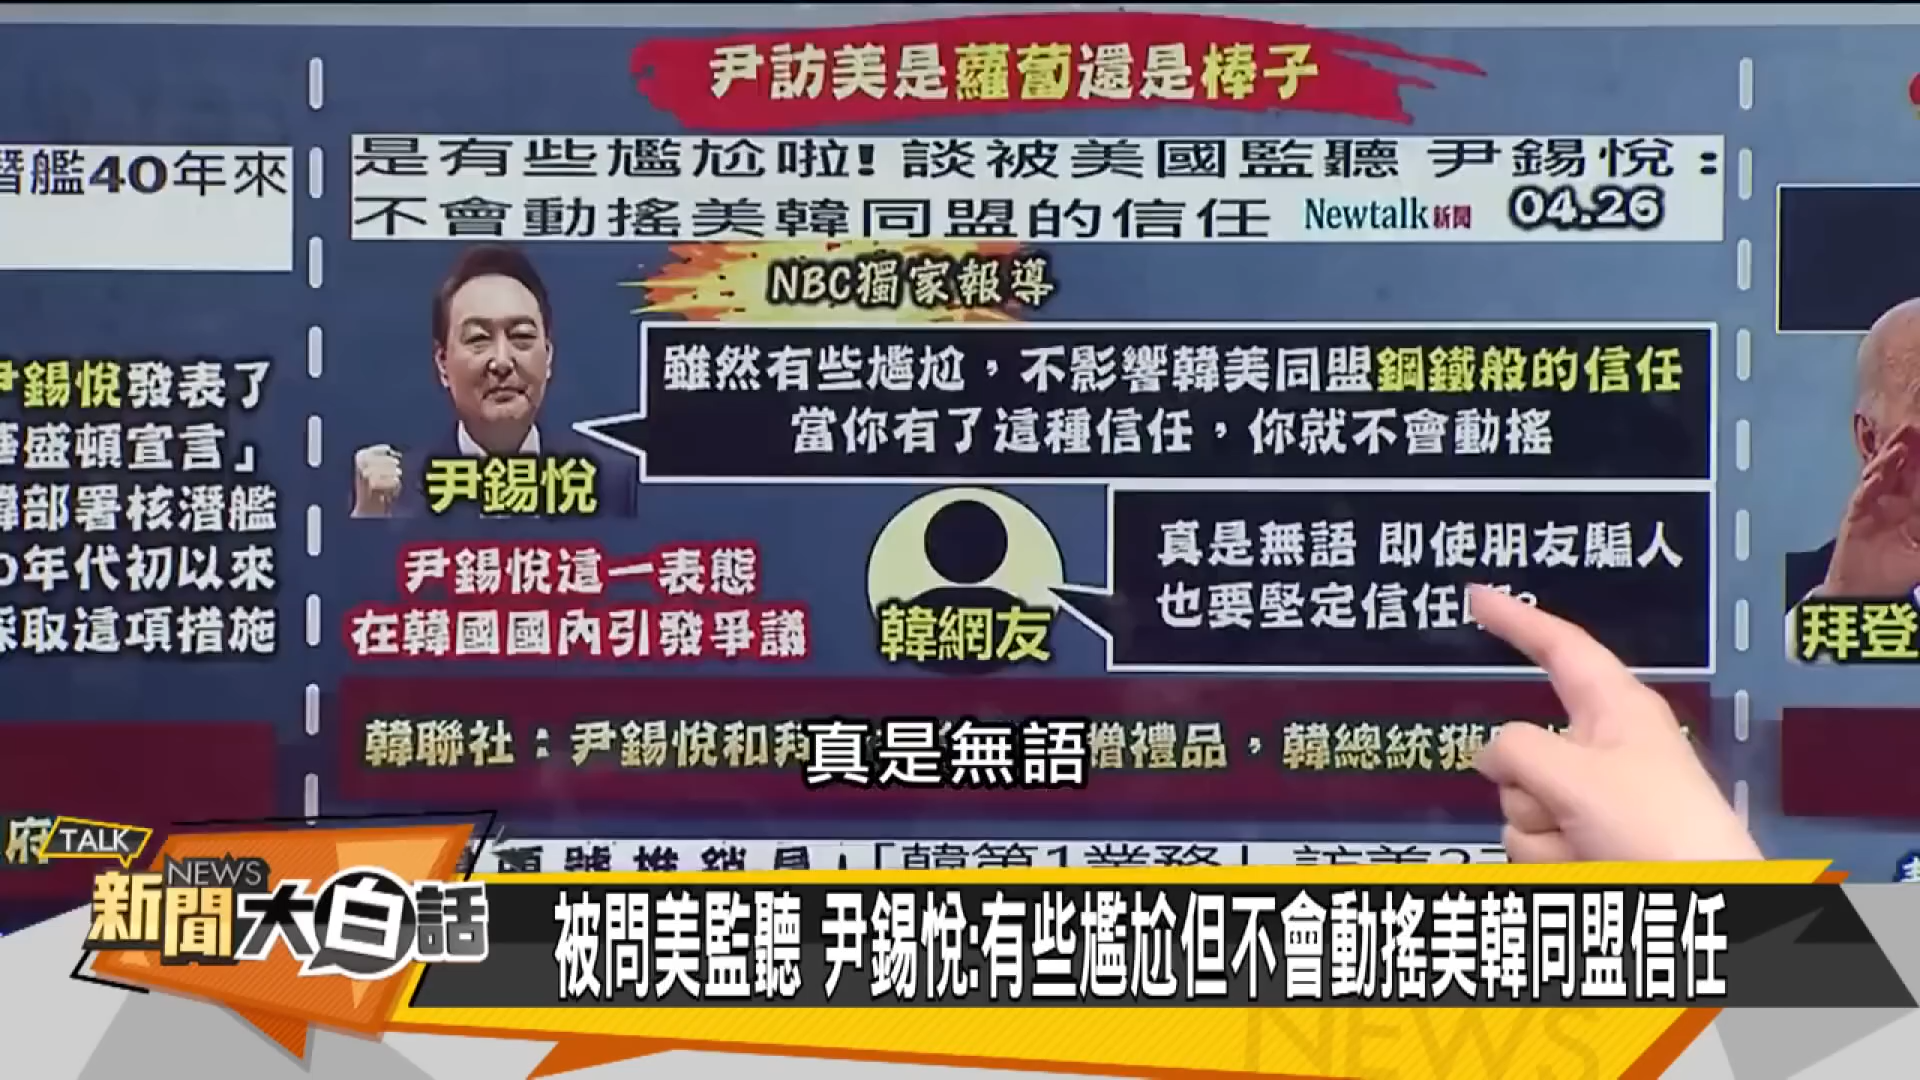 尹訪美是蘿蔔還是棒子
潛艦40年來
是有些尷尬啦! 談被美國監聽 尹錫悅:
不會動搖美韓同盟的信任 Newtalk新聞 04.26
NBC獨家報導
雖然有些尷尬，不影響韓美同盟鋼鐵般的信任
當你有了這種信任，你就不會動搖
尹錫悅
尹錫悅發表了
華盛頓宣言」
韓部署核潛艦
0年代初以來
採取這項措施
尹錫悅這一表態
在韓國國內引發爭議
韓網友
真是無語 即使朋友騙人
也要堅定信任
拜登
韓聯社：尹錫悅和拜 贈禮品，韓總統獲
真是無語
府
TALK
NEWS
新聞大白話
被問美監聽 尹錫悅:有些尷尬但不會動搖美韓同盟信任
NEWS